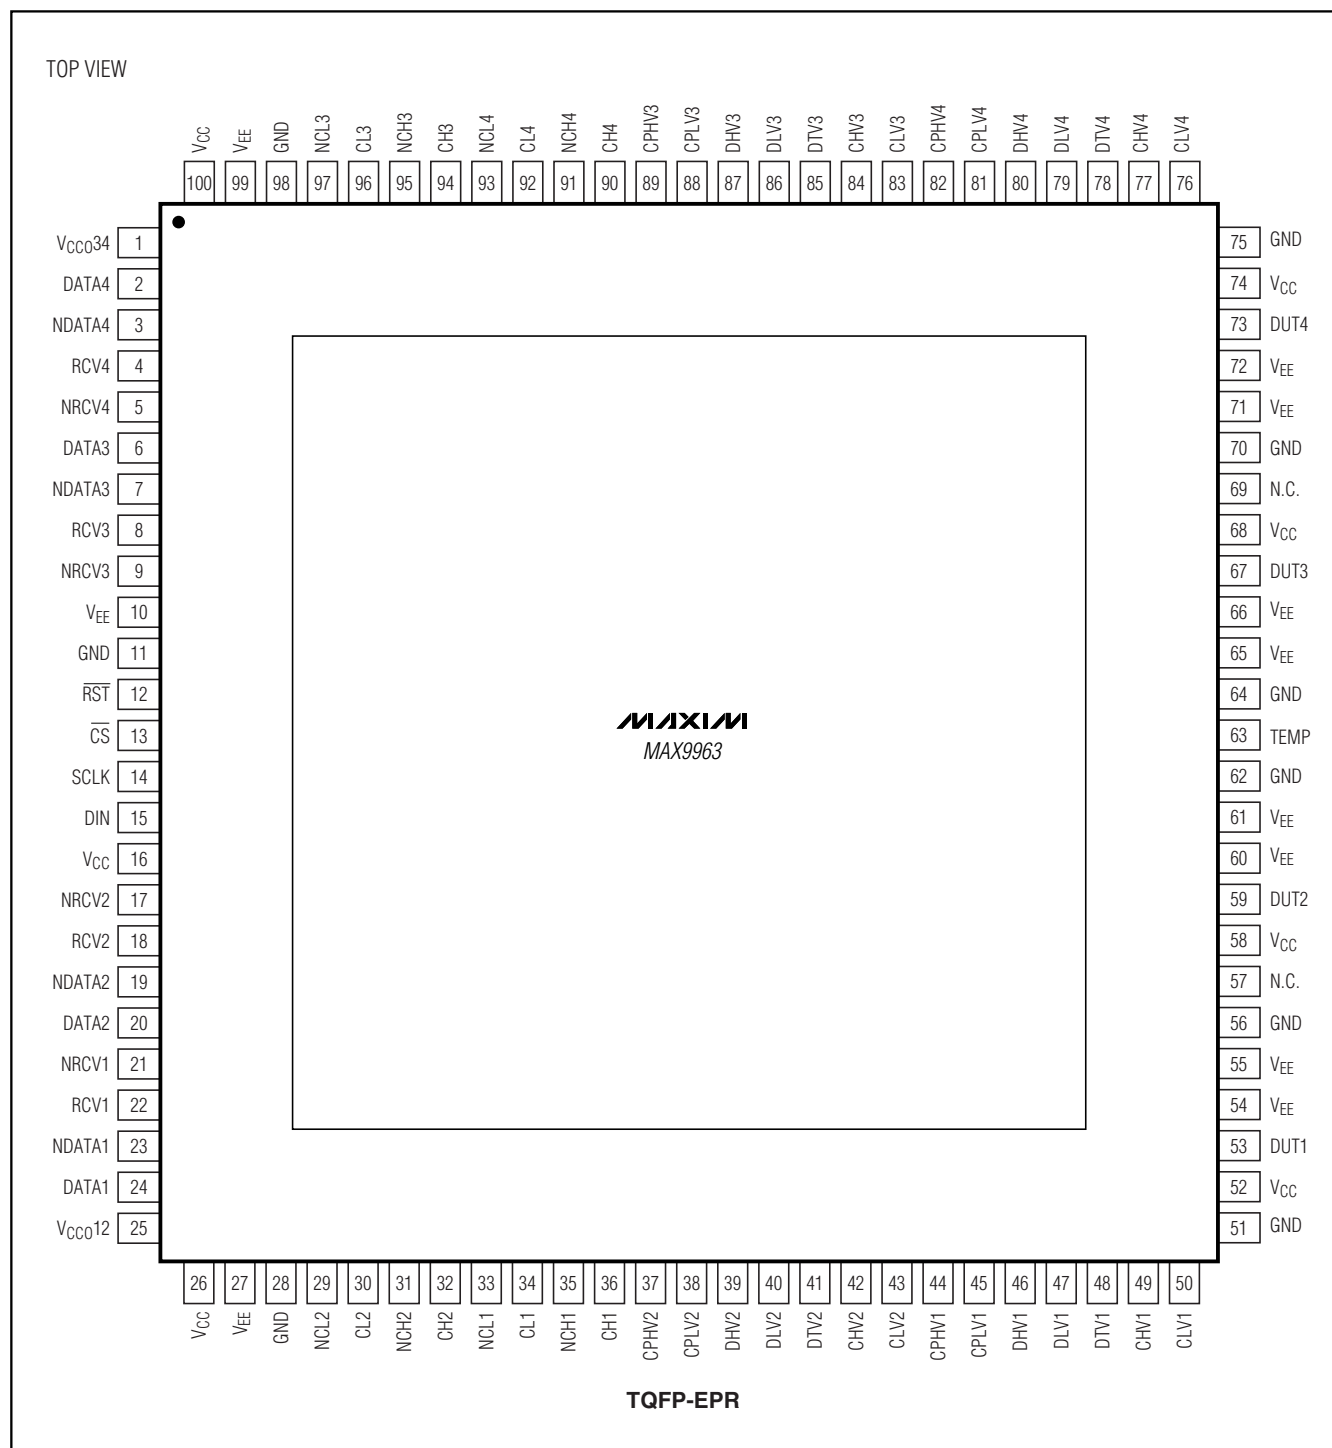 TOP VIEW
VCC VEE GND NCL3 CL3 NCH3 CH3 NCL4 CL4 NCH4 CH4 CPHV3 CPLV3 DHV3 DLV3 DTV3 CHV3 CLV3 CPHV4 CPLV4 DHV4 DLV4 DTV4 CHV4 CLV4
100 99 98 97 96 95 94 93 92 91 90 89 88 87 86 85 84 83 82 81 80 79 78 77 76
VCCO34 1 75 GND
DATA4 2 74 VCC
NDATA4 3 73 DUT4
RCV4 4 72 VEE
NRCV4 5 71 VEE
DATA3 6 70 GND
NDATA3 7 69 N.C.
RCV3 8 68 VCC
NRCV3 9 67 DUT3
VEE 10 66 VEE
GND 11 65 VEE
RST 12 64 GND
CS 13 63 TEMP
SCLK 14 62 GND
DIN 15 61 VEE
VCC 16 60 VEE
NRCV2 17 59 DUT2
RCV2 18 58 VCC
NDATA2 19 57 N.C.
DATA2 20 56 GND
NRCV1 21 55 VEE
RCV1 22 54 VEE
NDATA1 23 53 DUT1
DATA1 24 52 VCC
VCCO12 25 51 GND
MAXIM
MAX9963
26 27 28 29 30 31 32 33 34 35 36 37 38 39 40 41 42 43 44 45 46 47 48 49 50
VCC VEE GND NCL2 CL2 NCH2 CH2 NCL1 CL1 NCH1 CH1 CPHV2 CPLV2 DHV2 DLV2 DTV2 CHV2 CLV2 CPHV1 CPLV1 DHV1 DLV1 DTV1 CHV1 CLV1
TQFP-EPR